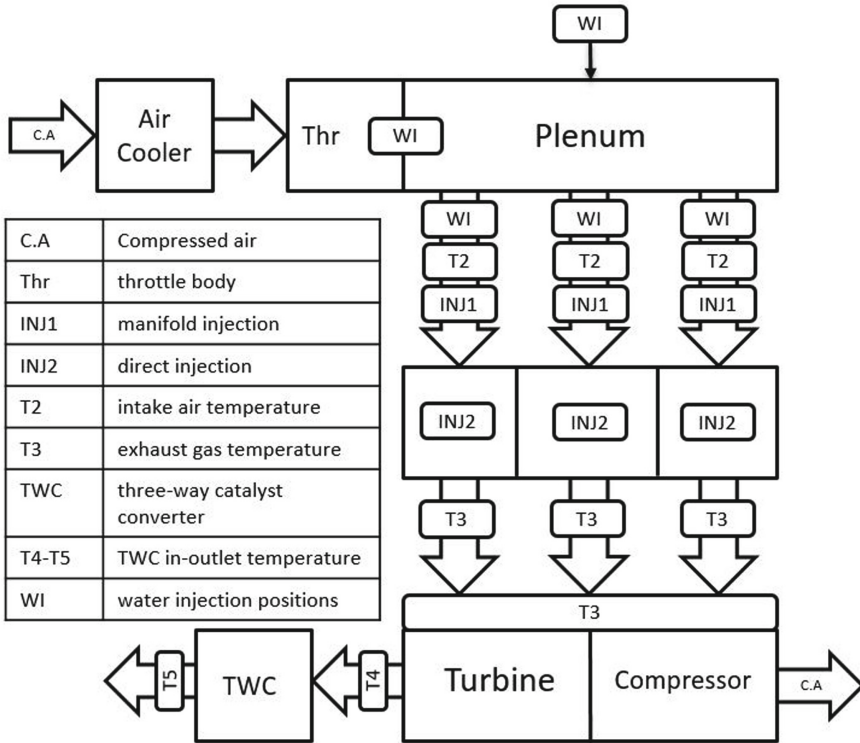 WI
C.A
Air
Cooler
Thr
WI
Plenum
WI WI WI
T2 T2 T2
INJ1 INJ1 INJ1
C.A Compressed air
Thr throttle body
INJ1 manifold injection
INJ2 direct injection
T2 intake air temperature
T3 exhaust gas temperature
TWC three-way catalyst
converter
T4-T5 TWC in-outlet temperature
WI water injection positions
INJ2 INJ2 INJ2
T3 T3 T3
T3
T5
TWC
T4
Turbine
Compressor
C.A